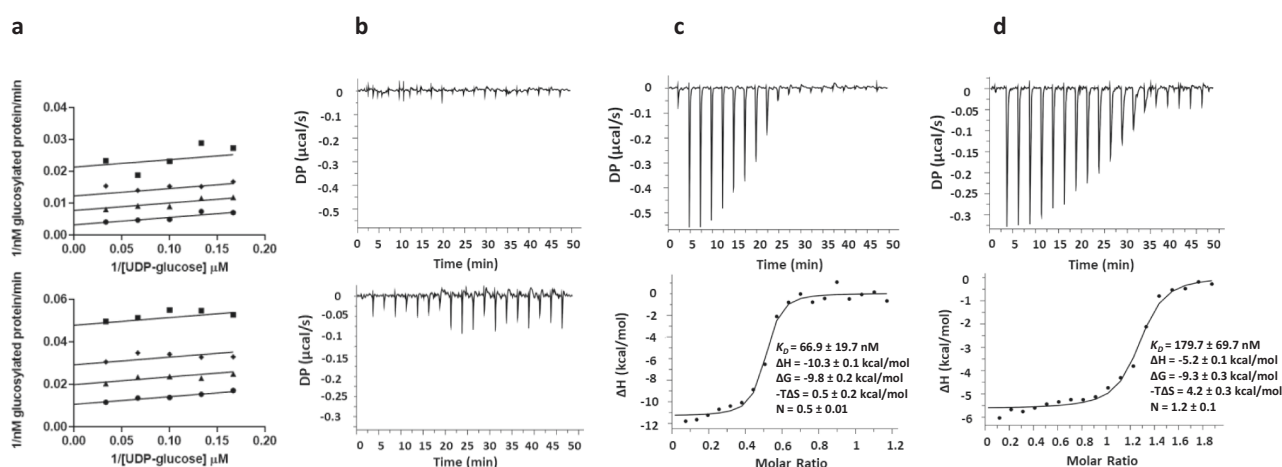 a
b
c
d
1/nM glucosylated protein/min
0.04
0.03
0.02
0.01
0.00
0.00 0.05 0.10 0.15 0.20
1/[UDP-glucose] μM
1/nM glucosylated protein/min
0.06
0.04
0.02
0.00
0.00 0.05 0.10 0.15 0.20
1/[UDP-glucose] μM
DP (μcal/s)
0
-0.1
-0.2
-0.3
-0.4
-0.5
0 5 10 15 20 25 30 35 40 45 50
Time (min)
DP (μcal/s)
0
-0.05
-0.1
-0.15
-0.2
-0.25
-0.3
0 5 10 15 20 25 30 35 40 45 50
Time (min)
DP (μcal/s)
0
-0.1
-0.2
-0.3
-0.4
-0.5
0 5 10 15 20 25 30 35 40 45 50
Time (min)
ΔH (kcal/mol)
0
-2
-4
-6
-8
-10
-12
K_D = 66.9 ± 19.7 nM
ΔH = -10.3 ± 0.1 kcal/mol
ΔG = -9.8 ± 0.2 kcal/mol
-TΔS = 0.5 ± 0.2 kcal/mol
N = 0.5 ± 0.01
0 0.2 0.4 0.6 0.8 1.0 1.2
Molar Ratio
DP (μcal/s)
0
-0.05
-0.1
-0.15
-0.2
-0.25
-0.3
0 5 10 15 20 25 30 35 40 45 50
Time (min)
ΔH (kcal/mol)
0
-1
-2
-3
-4
-5
-6
K_D = 179.7 ± 69.7 nM
ΔH = -5.2 ± 0.1 kcal/mol
ΔG = -9.3 ± 0.3 kcal/mol
-TΔS = 4.2 ± 0.3 kcal/mol
N = 1.2 ± 0.1
0 0.2 0.4 0.6 0.8 1.0 1.2 1.4 1.6 1.8
Molar Ratio